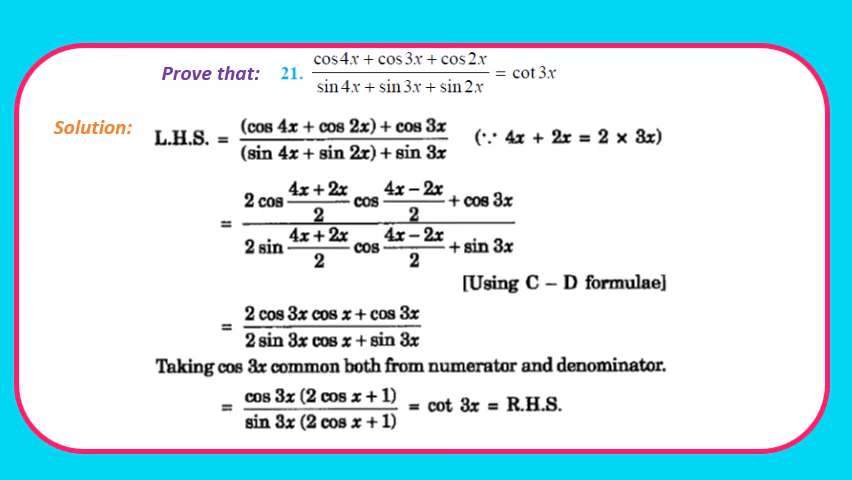 Prove that: 21. (cos 4x + cos 3x + cos 2x)/(sin 4x + sin 3x + sin 2x) = cot 3x
Solution:
L.H.S. = ((cos 4x + cos 2x) + cos 3x)/((sin 4x + sin 2x) + sin 3x) (∵ 4x + 2x = 2 × 3x)
= (2 cos (4x + 2x)/2 cos (4x − 2x)/2 + cos 3x)/(2 sin (4x + 2x)/2 cos (4x − 2x)/2 + sin 3x)
[Using C – D formulae]
= (2 cos 3x cos x + cos 3x)/(2 sin 3x cos x + sin 3x)
Taking cos 3x common both from numerator and denominator.
= (cos 3x (2 cos x + 1))/(sin 3x (2 cos x + 1)) = cot 3x = R.H.S.